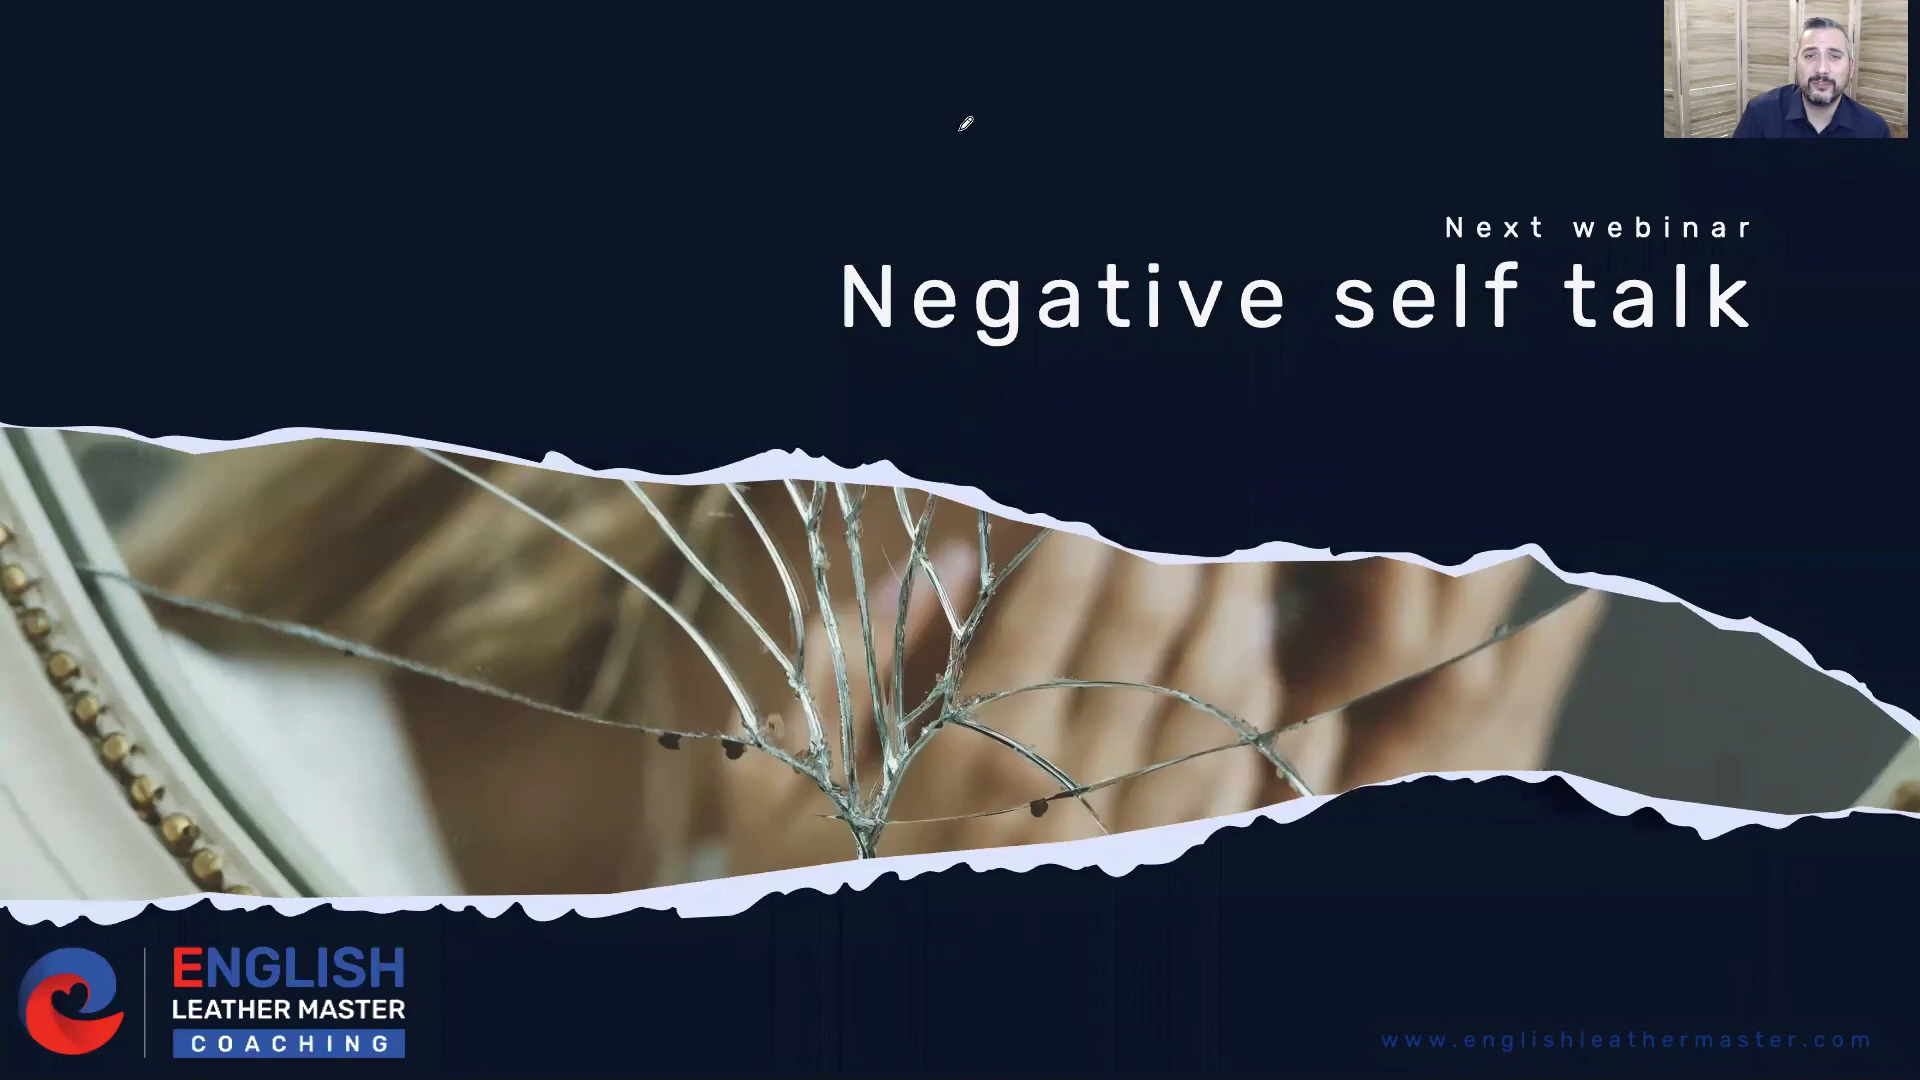 Next webinar
Negative self talk
ENGLISH
LEATHER MASTER
COACHING
www.englishleathermaster.com